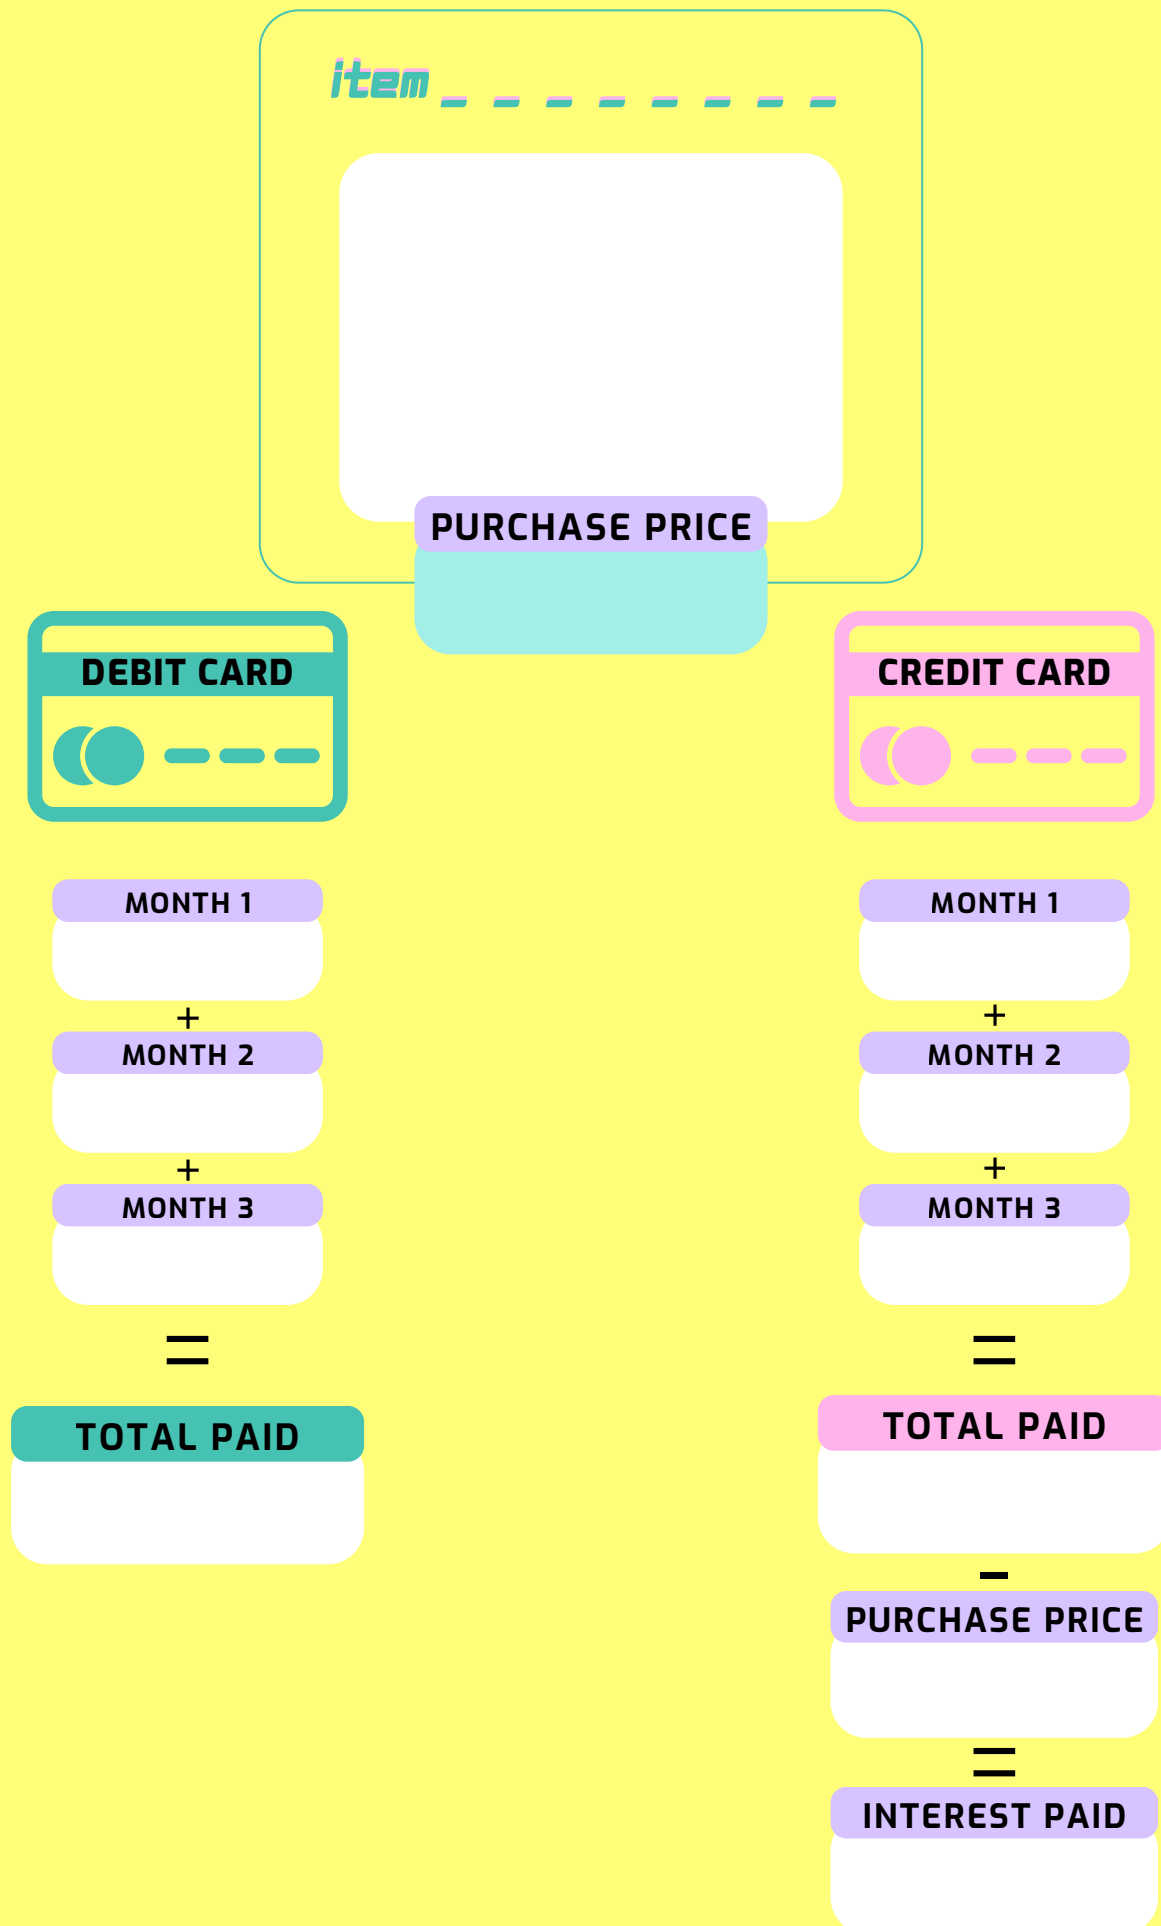 item _ _ _ _ _ _ _ _
PURCHASE PRICE
DEBIT CARD
CREDIT CARD
MONTH 1
MONTH 1
+
+
MONTH 2
MONTH 2
+
+
MONTH 3
MONTH 3
=
=
TOTAL PAID
TOTAL PAID
-
PURCHASE PRICE
=
INTEREST PAID